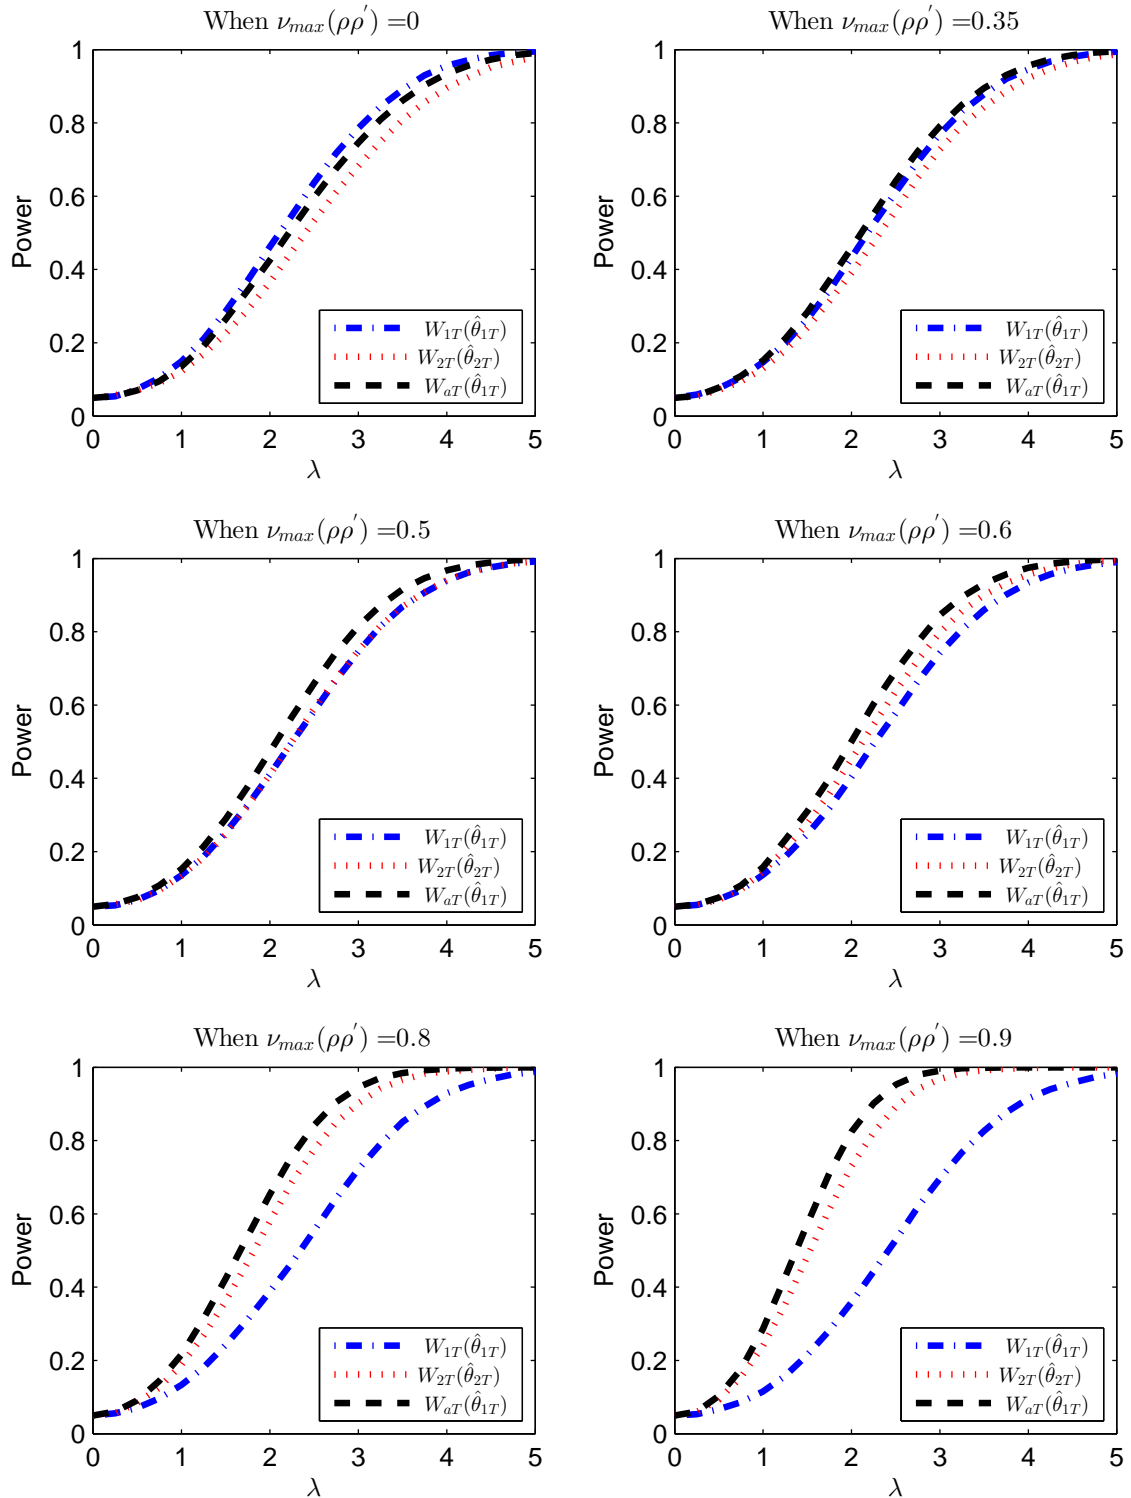 When ν_max(ρρ′) =0
1
0.8
0.6
0.4
0.2
0
Power
W_1T(θ̂_1T)
W_2T(θ̂_2T)
W_aT(θ̂_1T)
0 1 2 3 4 5
λ
When ν_max(ρρ′) =0.35
1
0.8
0.6
0.4
0.2
0
Power
W_1T(θ̂_1T)
W_2T(θ̂_2T)
W_aT(θ̂_1T)
0 1 2 3 4 5
λ
When ν_max(ρρ′) =0.5
1
0.8
0.6
0.4
0.2
0
Power
W_1T(θ̂_1T)
W_2T(θ̂_2T)
W_aT(θ̂_1T)
0 1 2 3 4 5
λ
When ν_max(ρρ′) =0.6
1
0.8
0.6
0.4
0.2
0
Power
W_1T(θ̂_1T)
W_2T(θ̂_2T)
W_aT(θ̂_1T)
0 1 2 3 4 5
λ
When ν_max(ρρ′) =0.8
1
0.8
0.6
0.4
0.2
0
Power
W_1T(θ̂_1T)
W_2T(θ̂_2T)
W_aT(θ̂_1T)
0 1 2 3 4 5
λ
When ν_max(ρρ′) =0.9
1
0.8
0.6
0.4
0.2
0
Power
W_1T(θ̂_1T)
W_2T(θ̂_2T)
W_aT(θ̂_1T)
0 1 2 3 4 5
λ